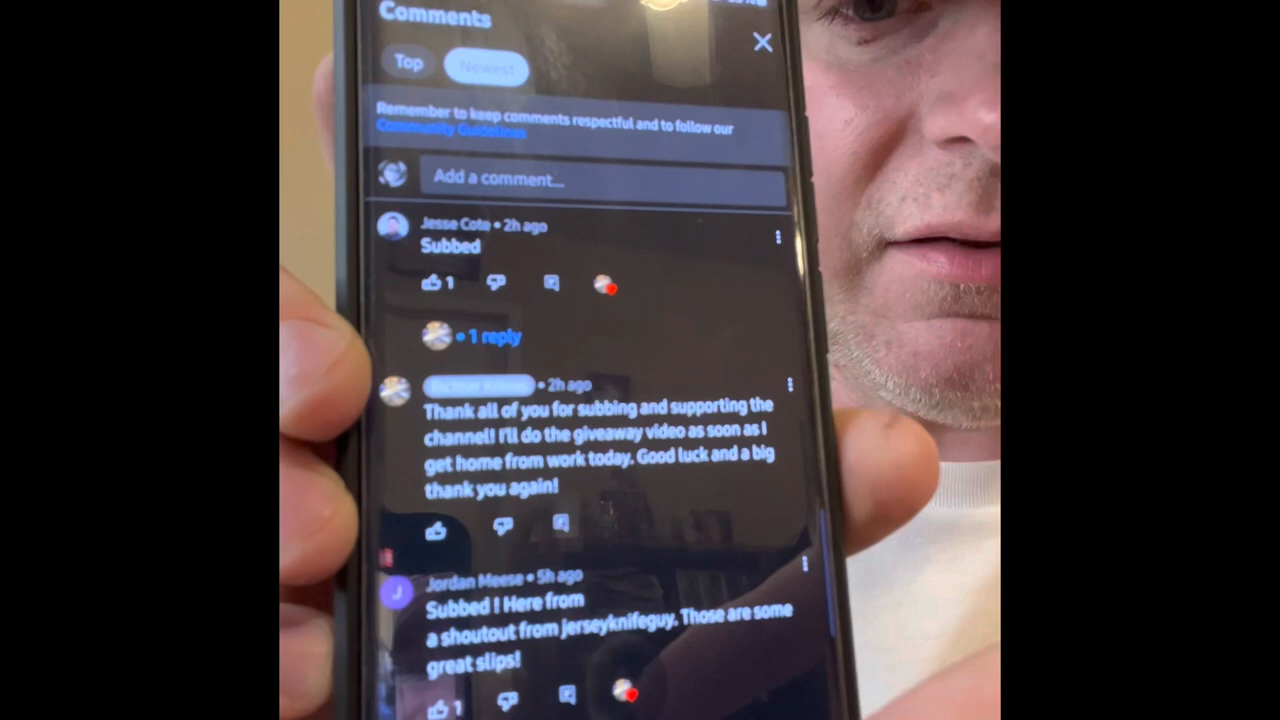 Comments
Top
Newest
Remember to keep comments respectful and to follow our
Community Guidelines
Add a comment...
Jesse Cote • 2h ago
Subbed
1
• 1 reply
• 2h ago
Thank all of you for subbing and supporting the
channel! I'll do the giveaway video as soon as I
get home from work today. Good luck and a big
thank you again!
J
Jordan Meese • 5h ago
Subbed ! Here from
a shoutout from jerseyknifeguy. Those are some
great slips!
1